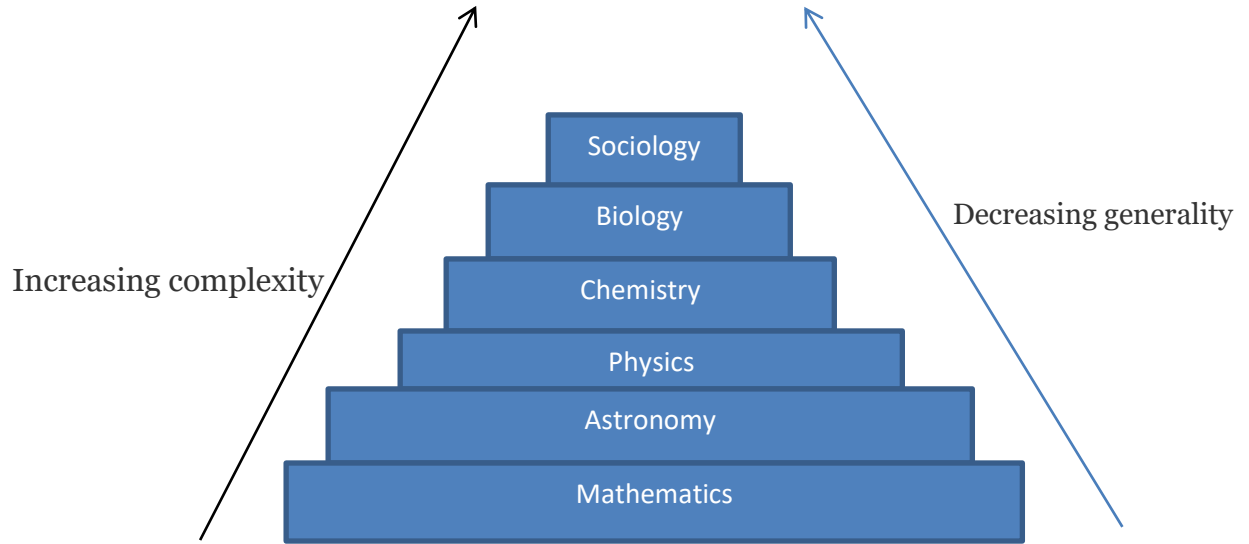 Sociology
Biology
Decreasing generality
Increasing complexity
Chemistry
Physics
Astronomy
Mathematics